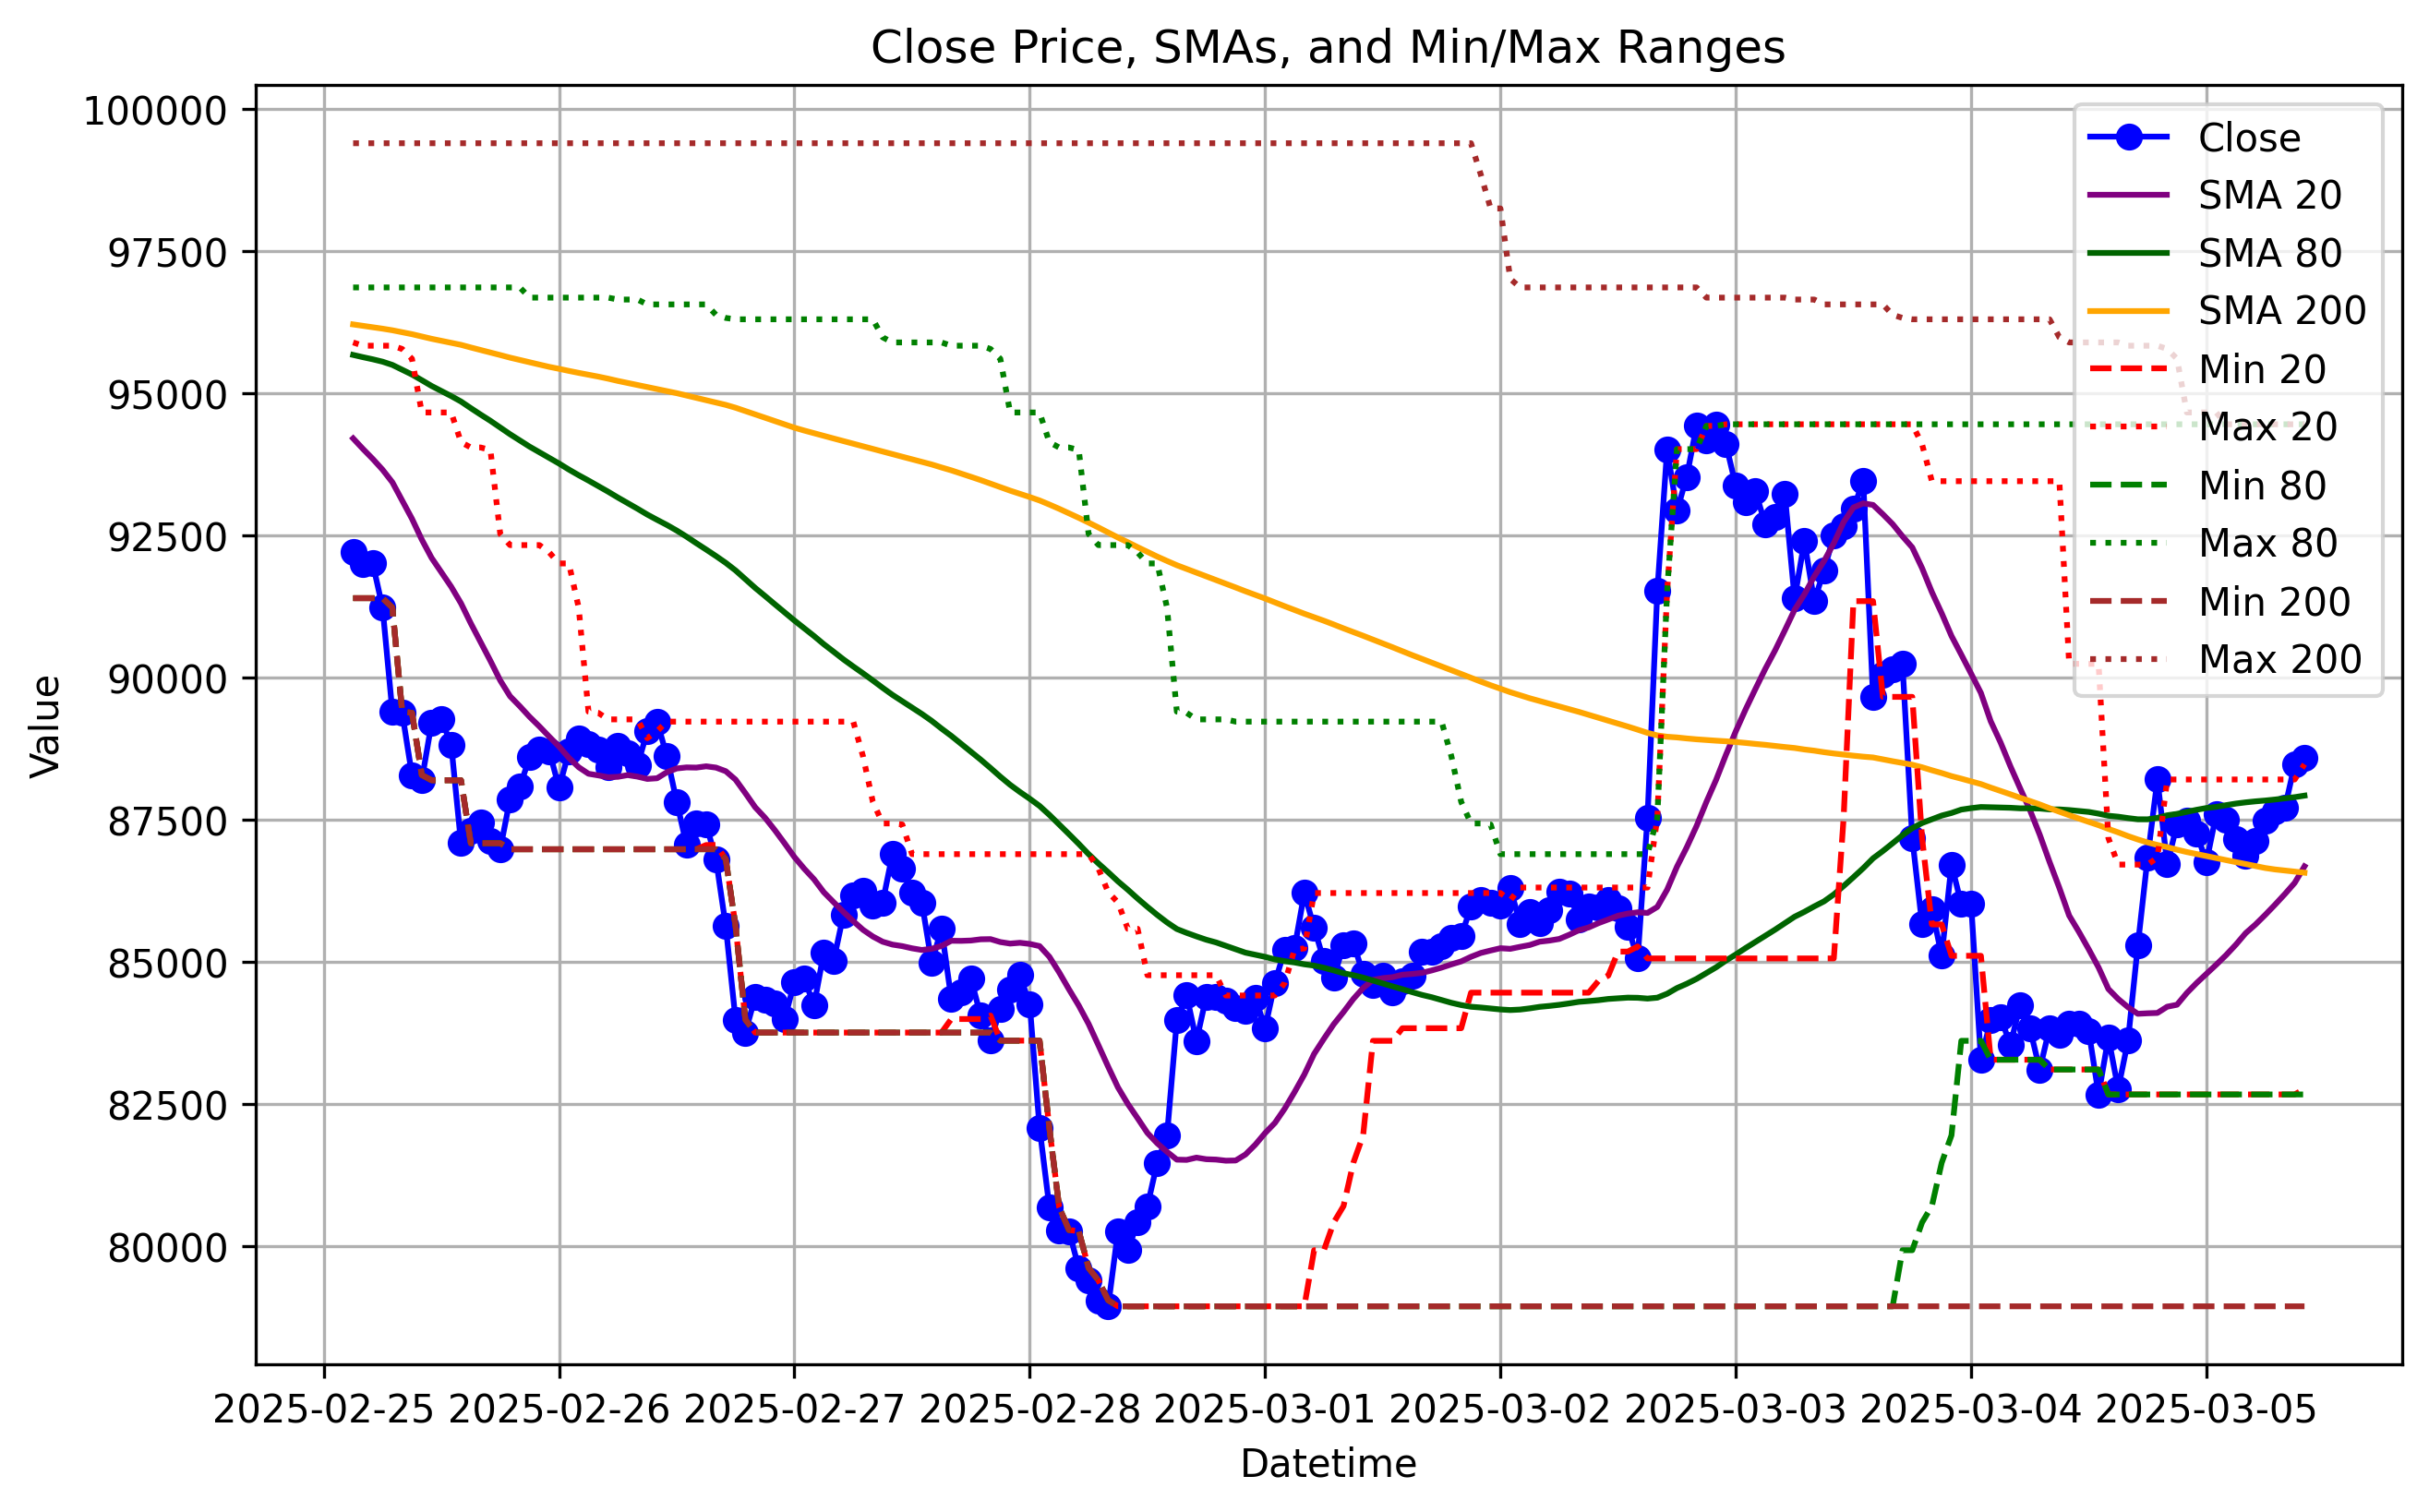 Close Price, SMAs, and Min/Max Ranges
100000
97500
95000
92500
90000
87500
85000
82500
80000
Value
Close
SMA 20
SMA 80
SMA 200
Min 20
Max 20
Min 80
Max 80
Min 200
Max 200
2025-02-25 2025-02-26 2025-02-27 2025-02-28 2025-03-01 2025-03-02 2025-03-03 2025-03-04 2025-03-05
Datetime